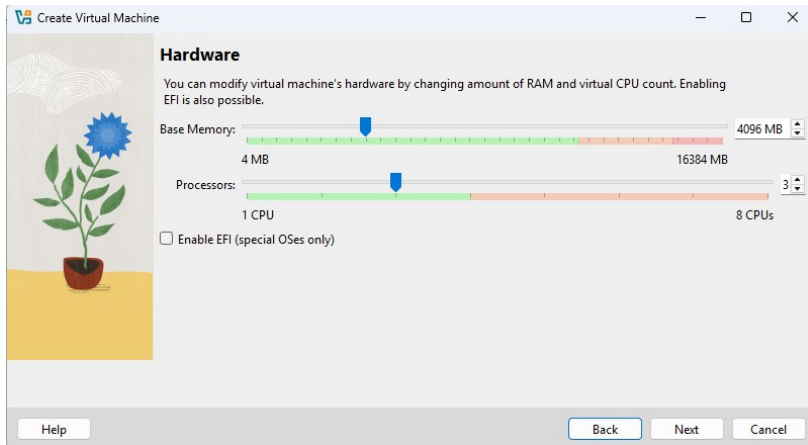 Create Virtual Machine
Hardware
You can modify virtual machine's hardware by changing amount of RAM and virtual CPU count. Enabling
EFI is also possible.
Base Memory: 4096 MB
4 MB 16384 MB
Processors: 3
1 CPU 8 CPUs
Enable EFI (special OSes only)
Help Back Next Cancel